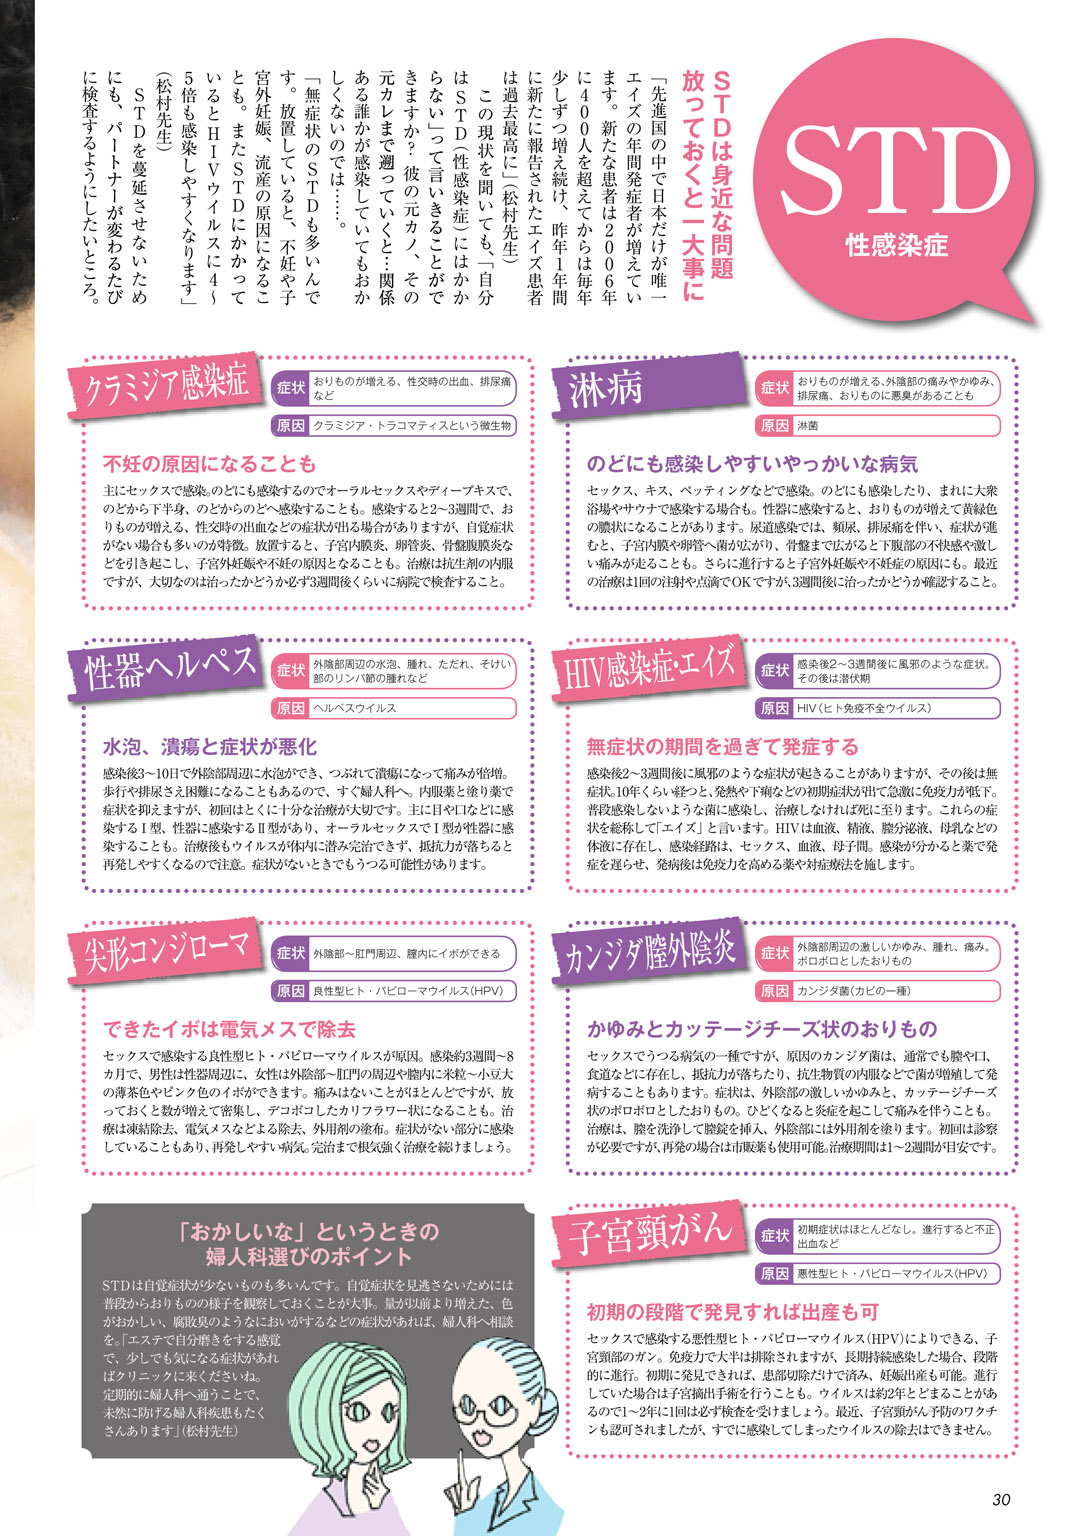 STD
性感染症
STDは身近な問題
放っておくと一大事に
「先進国の中で日本だけが唯一
エイズの年間発症者が増えてい
ます。新たな患者は2006年
に400人を超えてからは毎年
少しずつ増え続け、昨年1年間
に新たに報告されたエイズ患者
は過去最高に」（松村先生）
この現状を聞いても、「自分
はSTD（性感染症）にはかか
らない」って言いきることがで
きますか？ 彼の元カノ、その
元カレまで遡っていくと…関係
ある誰かが感染していてもおか
しくないのでは……。
「無症状のSTDも多いんで
す。放置していると、不妊や子
宮外妊娠、流産の原因になるこ
とも。またSTDにかかって
いるとHIVウイルスに4〜
5倍も感染しやすくなります」
（松村先生）
STDを蔓延させないため
にも、パートナーが変わるたび
に検査するようにしたいところ。
クラミジア感染症
症状 おりものが増える、性交時の出血、排尿痛
など
原因 クラミジア・トラコマティスという微生物
不妊の原因になることも
主にセックスで感染。のどにも感染するのでオーラルセックスやディープキスで、
のどから下半身、のどからのどへ感染することも。感染すると2〜3週間で、お
りものが増える、性交時の出血などの症状が出る場合がありますが、自覚症状
がない場合も多いのが特徴。放置すると、子宮内膜炎、卵管炎、骨盤腹膜炎な
どを引き起こし、子宮外妊娠や不妊の原因となることも。治療は抗生剤の内服
ですが、大切なのは治ったかどうか必ず3週間後くらいに病院で検査すること。
淋病
症状 おりものが増える、外陰部の痛みやかゆみ、
排尿痛、おりものに悪臭があることも
原因 淋菌
のどにも感染しやすいやっかいな病気
セックス、キス、ペッティングなどで感染。のどにも感染したり、まれに大衆
浴場やサウナで感染する場合も。性器に感染すると、おりものが増えて黄緑色
の膿状になることがあります。尿道感染では、頻尿、排尿痛を伴い、症状が進
むと、子宮内膜や卵管へ菌が広がり、骨盤まで広がると下腹部の不快感や激し
い痛みが走ることも。さらに進行すると子宮外妊娠や不妊症の原因にも。最近
の治療は1回の注射や点滴でOKですが、3週間後に治ったかどうか確認すること。
性器ヘルペス
症状 外陰部周辺の水泡、腫れ、ただれ、そけい
部のリンパ節の腫れなど
原因 ヘルペスウイルス
水泡、潰瘍と症状が悪化
感染後3〜10日で外陰部周辺に水泡ができ、つぶれて潰瘍になって痛みが倍増。
歩行や排尿さえ困難になることもあるので、すぐ婦人科へ。内服薬と塗り薬で
症状を抑えますが、初回はとくに十分な治療が大切です。主に目や口などに感
染するⅠ型、性器に感染するⅡ型があり、オーラルセックスでⅠ型が性器に感
染することも。治療後もウイルスが体内に潜み完治できず、抵抗力が落ちると
再発しやすくなるので注意。症状がないときでもうつる可能性があります。
HIV感染症・エイズ
症状 感染後2〜3週間後に風邪のような症状。
その後は潜伏期
原因 HIV（ヒト免疫不全ウイルス）
無症状の期間を過ぎて発症する
感染後2〜3週間後に風邪のような症状が起きることがありますが、その後は無
症状。10年くらい経つと、発熱や下痢などの初期症状が出て急激に免疫力が低下。
普段感染しないような菌に感染し、治療しなければ死に至ります。これらの症
状を総称して「エイズ」と言います。HIVは血液、精液、膣分泌液、母乳などの
体液に存在し、感染経路は、セックス、血液、母子間。感染が分かると薬で発
症を遅らせ、発病後は免疫力を高める薬や対症療法を施します。
尖形コンジローマ
症状 外陰部〜肛門周辺、膣内にイボができる
原因 良性型ヒト・パピローマウイルス（HPV）
できたイボは電気メスで除去
セックスで感染する良性型ヒト・パピローマウイルスが原因。感染約3週間〜8
カ月で、男性は性器周辺に、女性は外陰部〜肛門の周辺や膣内に米粒〜小豆大
の薄茶色やピンク色のイボができます。痛みはないことがほとんどですが、放
っておくと数が増えて密集し、デコボコしたカリフラワー状になることも。治
療は凍結除去、電気メスなどよる除去、外用剤の塗布。症状がない部分に感染
していることもあり、再発しやすい病気。完治まで根気強く治療を続けましょう。
カンジダ膣外陰炎
症状 外陰部周辺の激しいかゆみ、腫れ、痛み。
ボロボロとしたおりもの
原因 カンジダ菌（カビの一種）
かゆみとカッテージチーズ状のおりもの
セックスでうつる病気の一種ですが、原因のカンジダ菌は、通常でも膣や口、
食道などに存在し、抵抗力が落ちたり、抗生物質の内服などで菌が増殖して発
病することもあります。症状は、外陰部の激しいかゆみと、カッテージチーズ
状のボロボロとしたおりもの。ひどくなると炎症を起こして痛みを伴うことも。
治療は、膣を洗浄して膣錠を挿入、外陰部には外用剤を塗ります。初回は診察
が必要ですが、再発の場合は市販薬も使用可能。治療期間は1〜2週間が目安です。
「おかしいな」というときの
婦人科選びのポイント
STDは自覚症状が少ないものも多いんです。自覚症状を見逃さないためには
普段からおりものの様子を観察しておくことが大事。量が以前より増えた、色
がおかしい、腐敗臭のようなにおいがするなどの症状があれば、婦人科へ相談
を。「エステで自分磨きをする感覚
で、少しでも気になる症状があれ
ばクリニックに来てくださいね。
定期的に婦人科へ通うことで、
未然に防げる婦人科疾患もたく
さんあります」（松村先生）
子宮頸がん
症状 初期症状はほとんどなし。進行すると不正
出血など
原因 悪性型ヒト・パピローマウイルス（HPV）
初期の段階で発見すれば出産も可
セックスで感染する悪性型ヒト・パピローマウイルス（HPV）によりできる、子
宮頸部のガン。免疫力で大半は排除されますが、長期持続感染した場合、段階
的に進行。初期に発見できれば、患部切除だけで済み、妊娠出産も可能。進行
していた場合は子宮摘出手術を行うことも。ウイルスは約2年とどまることがあ
るので1〜2年に1回は必ず検査を受けましょう。最近、子宮頸がん予防のワクチ
ンも認可されましたが、すでに感染してしまったウイルスの除去はできません。
30